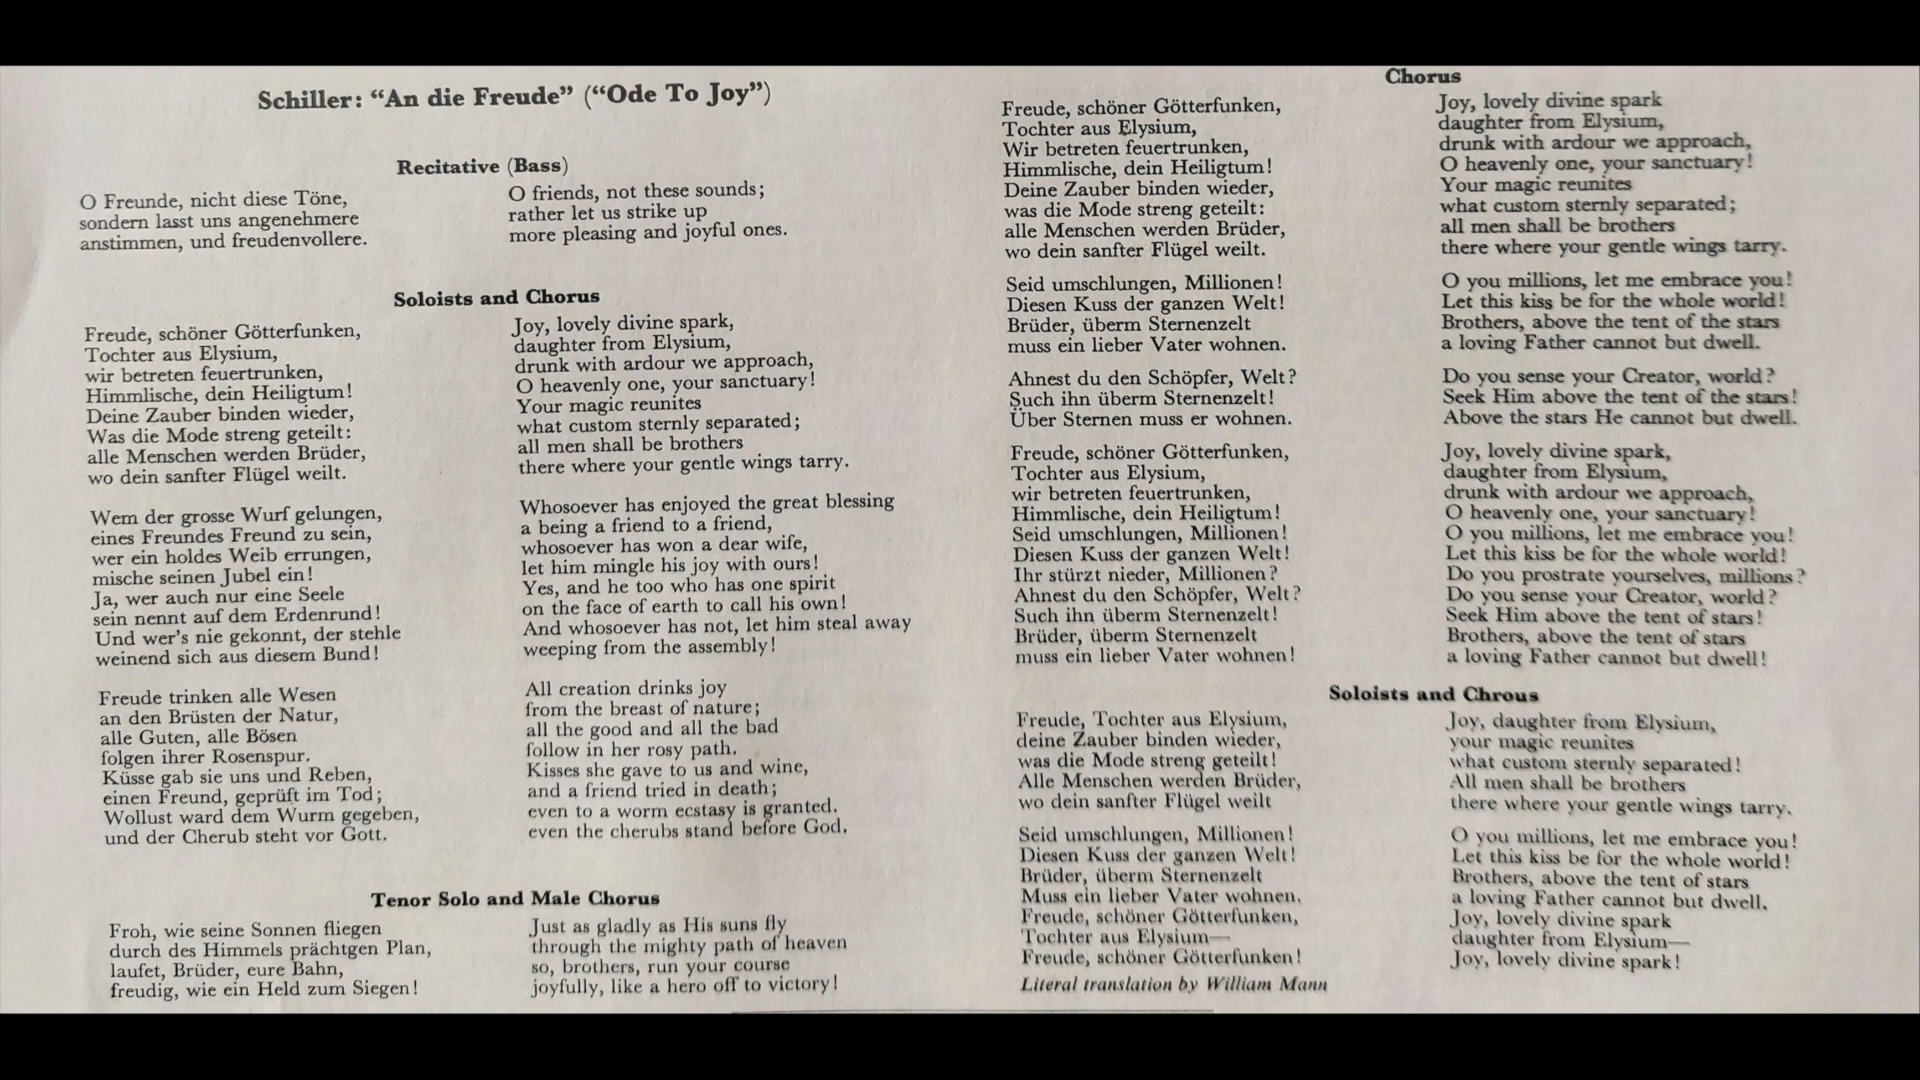 Schiller: “An die Freude” (“Ode To Joy”)
Recitative (Bass)
O Freunde, nicht diese Töne,
sondern lasst uns angenehmere
anstimmen, und freudenvollere.
O friends, not these sounds;
rather let us strike up
more pleasing and joyful ones.
Soloists and Chorus
Freude, schöner Götterfunken,
Tochter aus Elysium,
wir betreten feuertrunken,
Himmlische, dein Heiligtum!
Deine Zauber binden wieder,
Was die Mode streng geteilt:
alle Menschen werden Brüder,
wo dein sanfter Flügel weilt.
Wem der grosse Wurf gelungen,
eines Freundes Freund zu sein,
wer ein holdes Weib errungen,
mische seinen Jubel ein!
Ja, wer auch nur eine Seele
sein nennt auf dem Erdenrund!
Und wer's nie gekonnt, der stehle
weinend sich aus diesem Bund!
Freude trinken alle Wesen
an den Brüsten der Natur,
alle Guten, alle Bösen
folgen ihrer Rosenspur.
Küsse gab sie uns und Reben,
einen Freund, geprüft im Tod;
Wollust ward dem Wurm gegeben,
und der Cherub steht vor Gott.
Joy, lovely divine spark,
daughter from Elysium,
drunk with ardour we approach,
O heavenly one, your sanctuary!
Your magic reunites
what custom sternly separated;
all men shall be brothers
there where your gentle wings tarry.
Whosoever has enjoyed the great blessing
a being a friend to a friend,
whosoever has won a dear wife,
let him mingle his joy with ours!
Yes, and he too who has one spirit
on the face of earth to call his own!
And whosoever has not, let him steal away
weeping from the assembly!
All creation drinks joy
from the breast of nature;
all the good and all the bad
follow in her rosy path.
Kisses she gave to us and wine,
and a friend tried in death;
even to a worm ecstasy is granted.
even the cherubs stand before God.
Tenor Solo and Male Chorus
Froh, wie seine Sonnen fliegen
durch des Himmels prächtgen Plan,
laufet, Brüder, eure Bahn,
freudig, wie ein Held zum Siegen!
Just as gladly as His suns fly
through the mighty path of heaven
so, brothers, run your course
joyfully, like a hero off to victory!
Chorus
Freude, schöner Götterfunken,
Tochter aus Elysium,
Wir betreten feuertrunken,
Himmlische, dein Heiligtum!
Deine Zauber binden wieder,
was die Mode streng geteilt:
alle Menschen werden Brüder,
wo dein sanfter Flügel weilt.
Seid umschlungen, Millionen!
Diesen Kuss der ganzen Welt!
Brüder, überm Sternenzelt
muss ein lieber Vater wohnen.
Ahnest du den Schöpfer, Welt?
Such ihn überm Sternenzelt!
Über Sternen muss er wohnen.
Freude, schöner Götterfunken,
Tochter aus Elysium,
wir betreten feuertrunken,
Himmlische, dein Heiligtum!
Seid umschlungen, Millionen!
Diesen Kuss der ganzen Welt!
Ihr stürzt nieder, Millionen?
Ahnest du den Schöpfer, Welt?
Such ihn überm Sternenzelt!
Brüder, überm Sternenzelt
muss ein lieber Vater wohnen!
Joy, lovely divine spark
daughter from Elysium,
drunk with ardour we approach,
O heavenly one, your sanctuary!
Your magic reunites
what custom sternly separated;
all men shall be brothers
there where your gentle wings tarry.
O you millions, let me embrace you!
Let this kiss be for the whole world!
Brothers, above the tent of the stars
a loving Father cannot but dwell.
Do you sense your Creator, world?
Seek Him above the tent of the stars!
Above the stars He cannot but dwell.
Joy, lovely divine spark,
daughter from Elysium,
drunk with ardour we approach,
O heavenly one, your sanctuary!
O you millions, let me embrace you!
Let this kiss be for the whole world!
Do you prostrate yourselves, millions?
Do you sense your Creator, world?
Seek Him above the tent of stars!
Brothers, above the tent of stars
a loving Father cannot but dwell!
Soloists and Chrous
Freude, Tochter aus Elysium,
deine Zauber binden wieder,
was die Mode streng geteilt!
Alle Menschen werden Brüder,
wo dein sanfter Flügel weilt
Seid umschlungen, Millionen!
Diesen Kuss der ganzen Welt!
Brüder, überm Sternenzelt
Muss ein lieber Vater wohnen.
Freude, schöner Götterfunken,
Tochter aus Elysium—
Freude, schöner Götterfunken!
Joy, daughter from Elysium,
your magic reunites
what custom sternly separated!
All men shall be brothers
there where your gentle wings tarry.
O you millions, let me embrace you!
Let this kiss be for the whole world!
Brothers, above the tent of stars
a loving Father cannot but dwell.
Joy, lovely divine spark
daughter from Elysium—
Joy, lovely divine spark!
Literal translation by William Mann